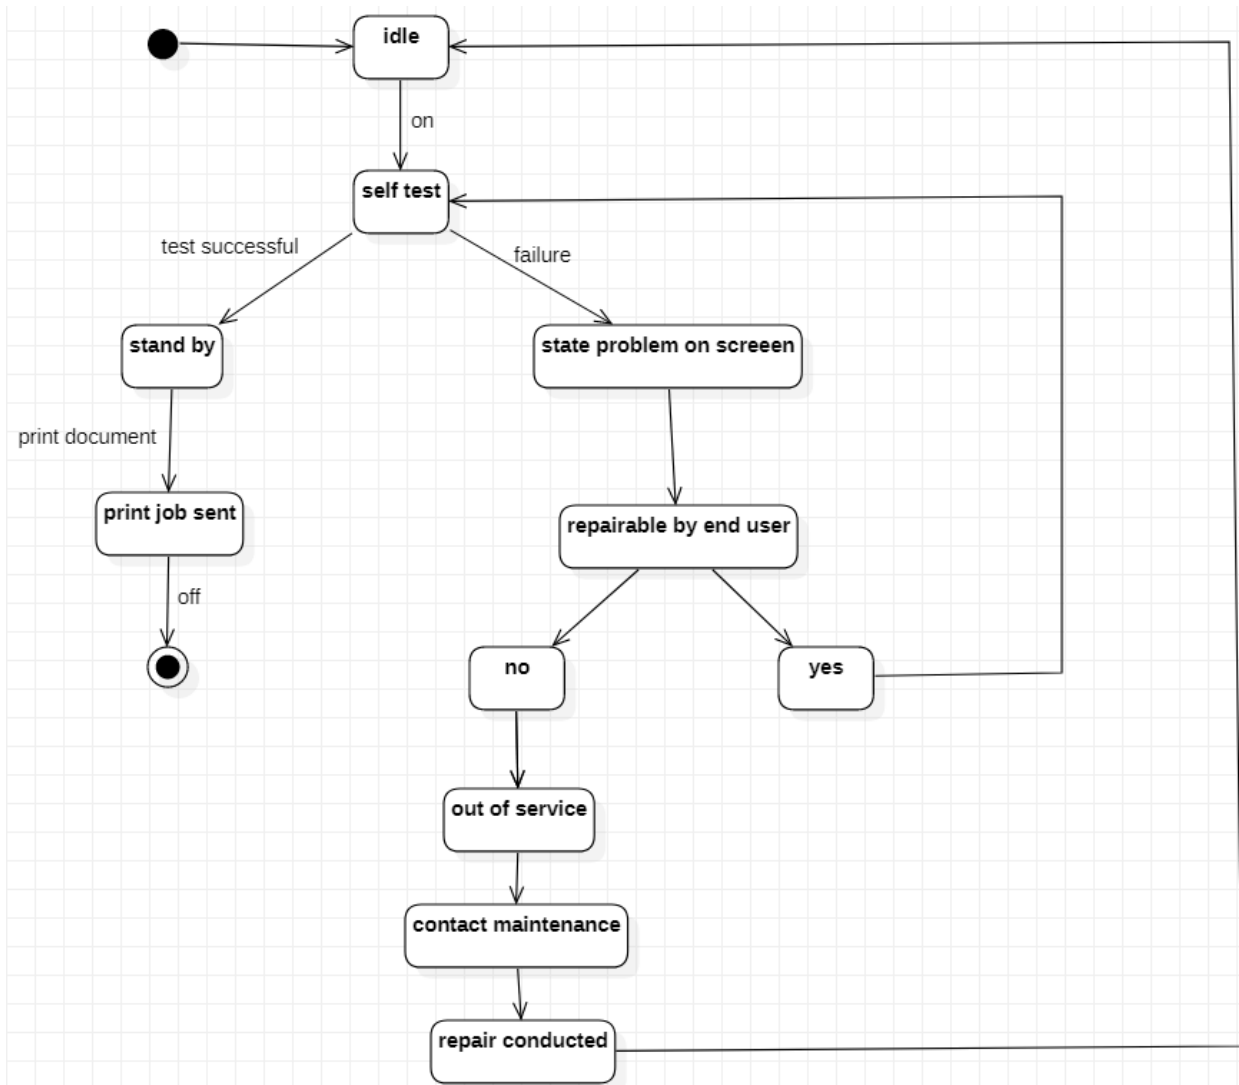 idle
on
self test
test successful
failure
stand by
state problem on screeen
print document
print job sent
repairable by end user
off
no
yes
out of service
contact maintenance
repair conducted